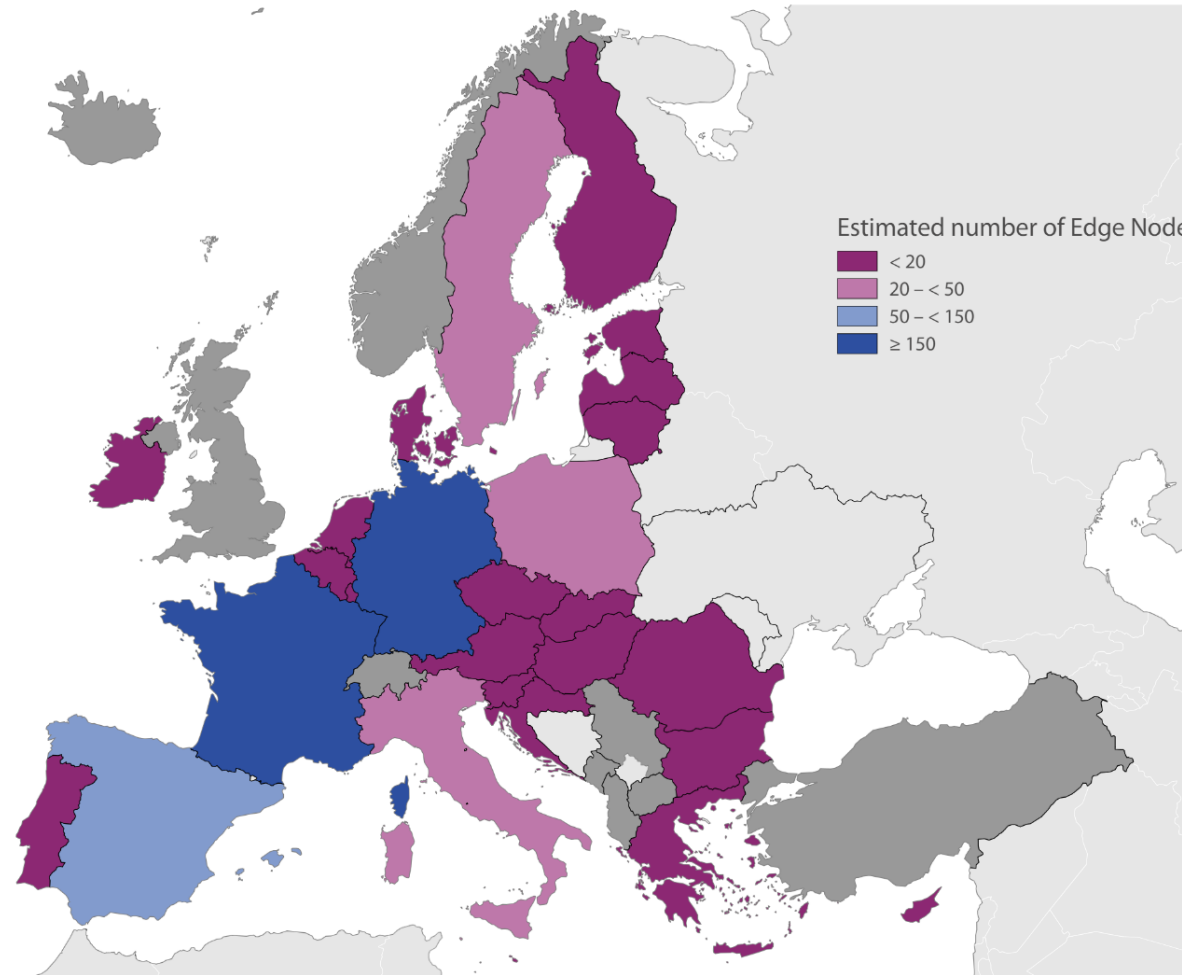 Estimated number of Edge Node
< 20
20 – < 50
50 – < 150
≥ 150